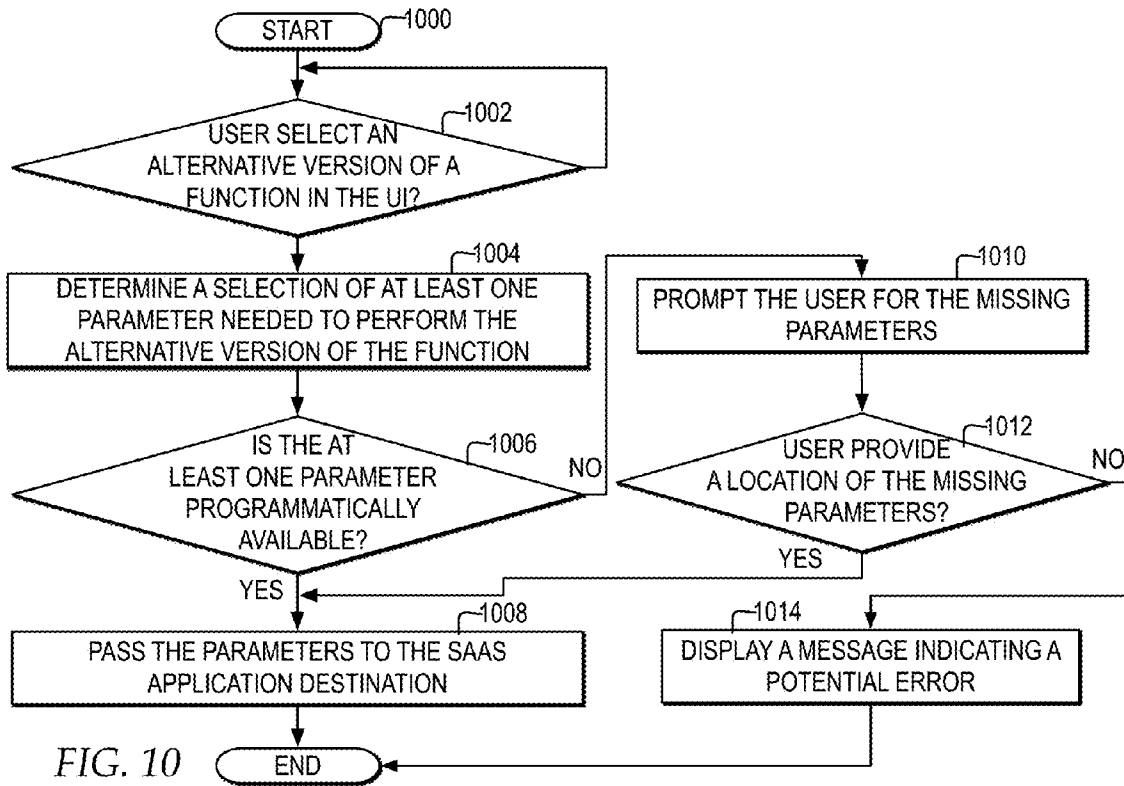 START
1000
1002
USER SELECT AN
ALTERNATIVE VERSION OF A
FUNCTION IN THE UI?
1004
DETERMINE A SELECTION OF AT LEAST ONE
PARAMETER NEEDED TO PERFORM THE
ALTERNATIVE VERSION OF THE FUNCTION
1006
IS THE AT
LEAST ONE PARAMETER
PROGRAMMATICALLY
AVAILABLE?
NO
YES
1008
PASS THE PARAMETERS TO THE SAAS
APPLICATION DESTINATION
1010
PROMPT THE USER FOR THE MISSING
PARAMETERS
1012
USER PROVIDE
A LOCATION OF THE MISSING
PARAMETERS?
NO
YES
1014
DISPLAY A MESSAGE INDICATING A
POTENTIAL ERROR
END
FIG. 10